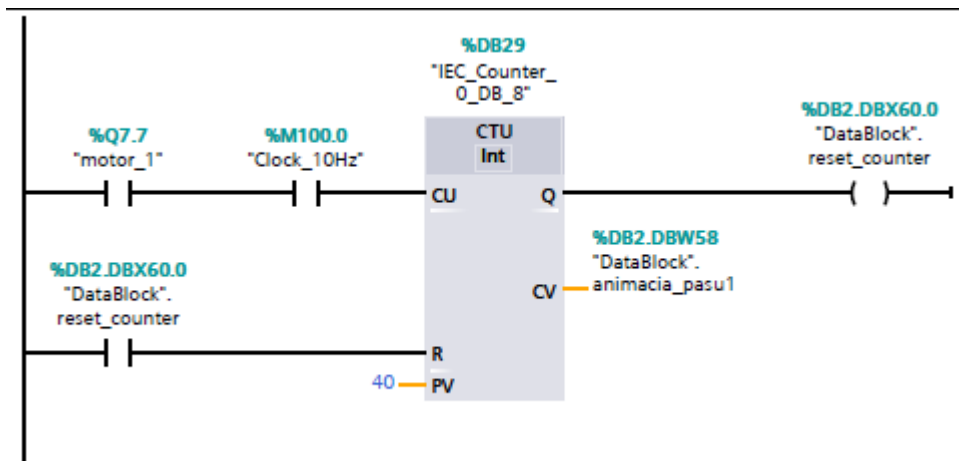 %DB29
"IEC_Counter_
0_DB_8"
CTU
Int
%Q7.7
"motor_1"
%M100.0
"Clock_10Hz"
CU
Q
%DB2.DBX60.0
"DataBlock".
reset_counter
%DB2.DBW58
"DataBlock".
animacia_pasu1
CV
%DB2.DBX60.0
"DataBlock".
reset_counter
R
40
PV